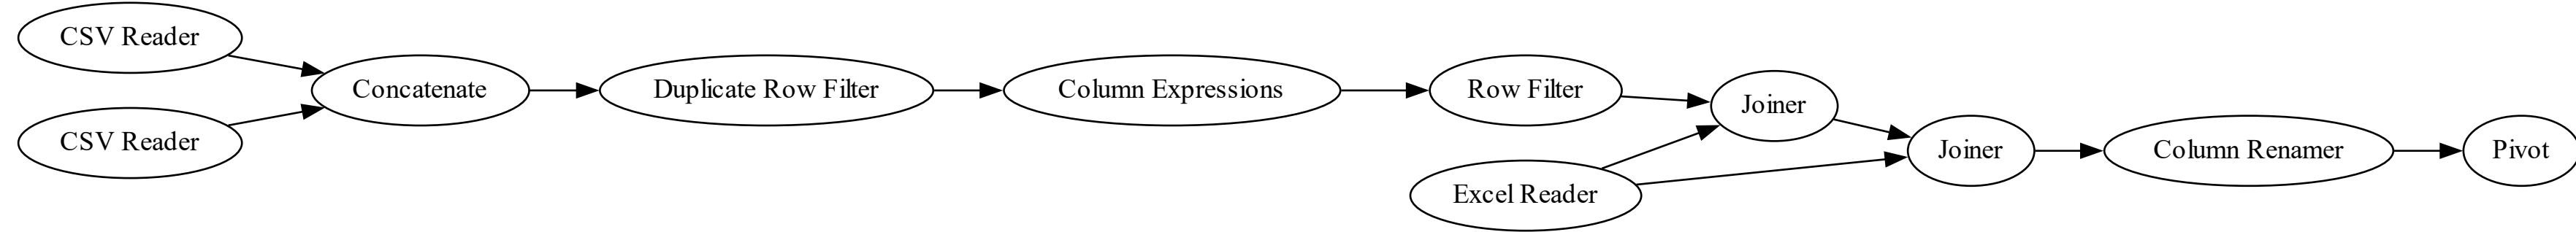 CSV Reader
CSV Reader
Concatenate
Duplicate Row Filter
Column Expressions
Row Filter
Excel Reader
Joiner
Joiner
Column Renamer
Pivot